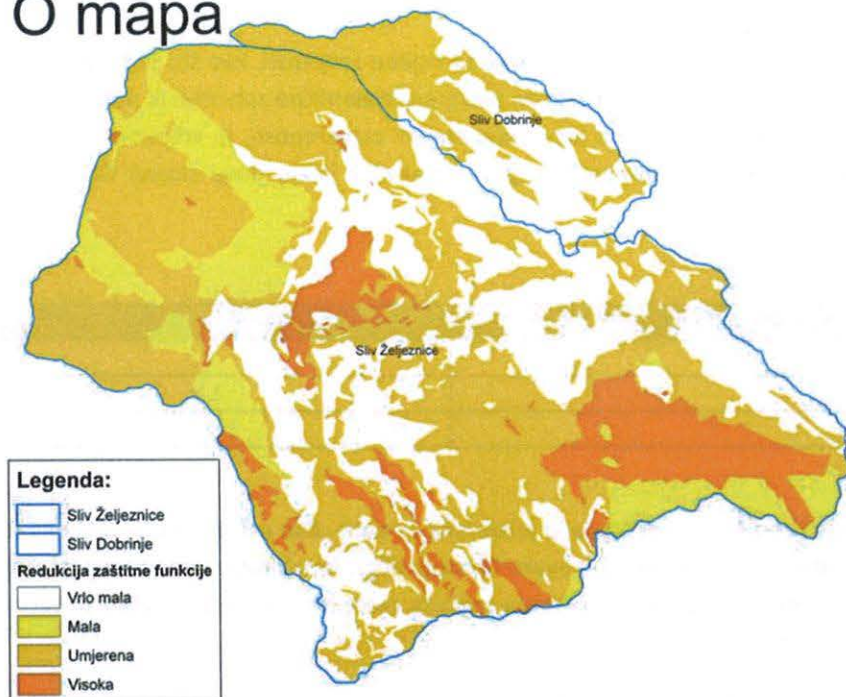 O mapa
Sliv Dobrinje
Sliv Željeznice
Legenda:
Sliv Željeznice
Sliv Dobrinje
Redukcija zaštitne funkcije
Vrlo mala
Mala
Umjerena
Visoka